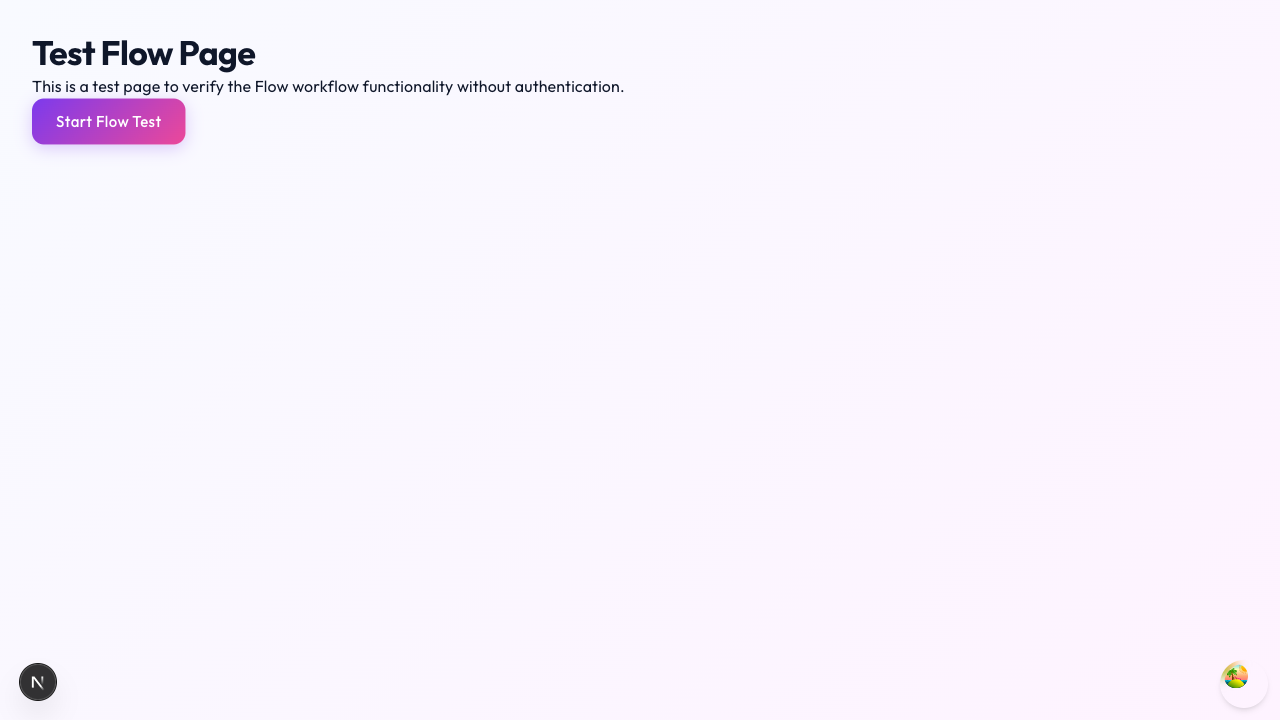 Test Flow Page
This is a test page to verify the Flow workflow functionality without authentication.
Start Flow Test
N